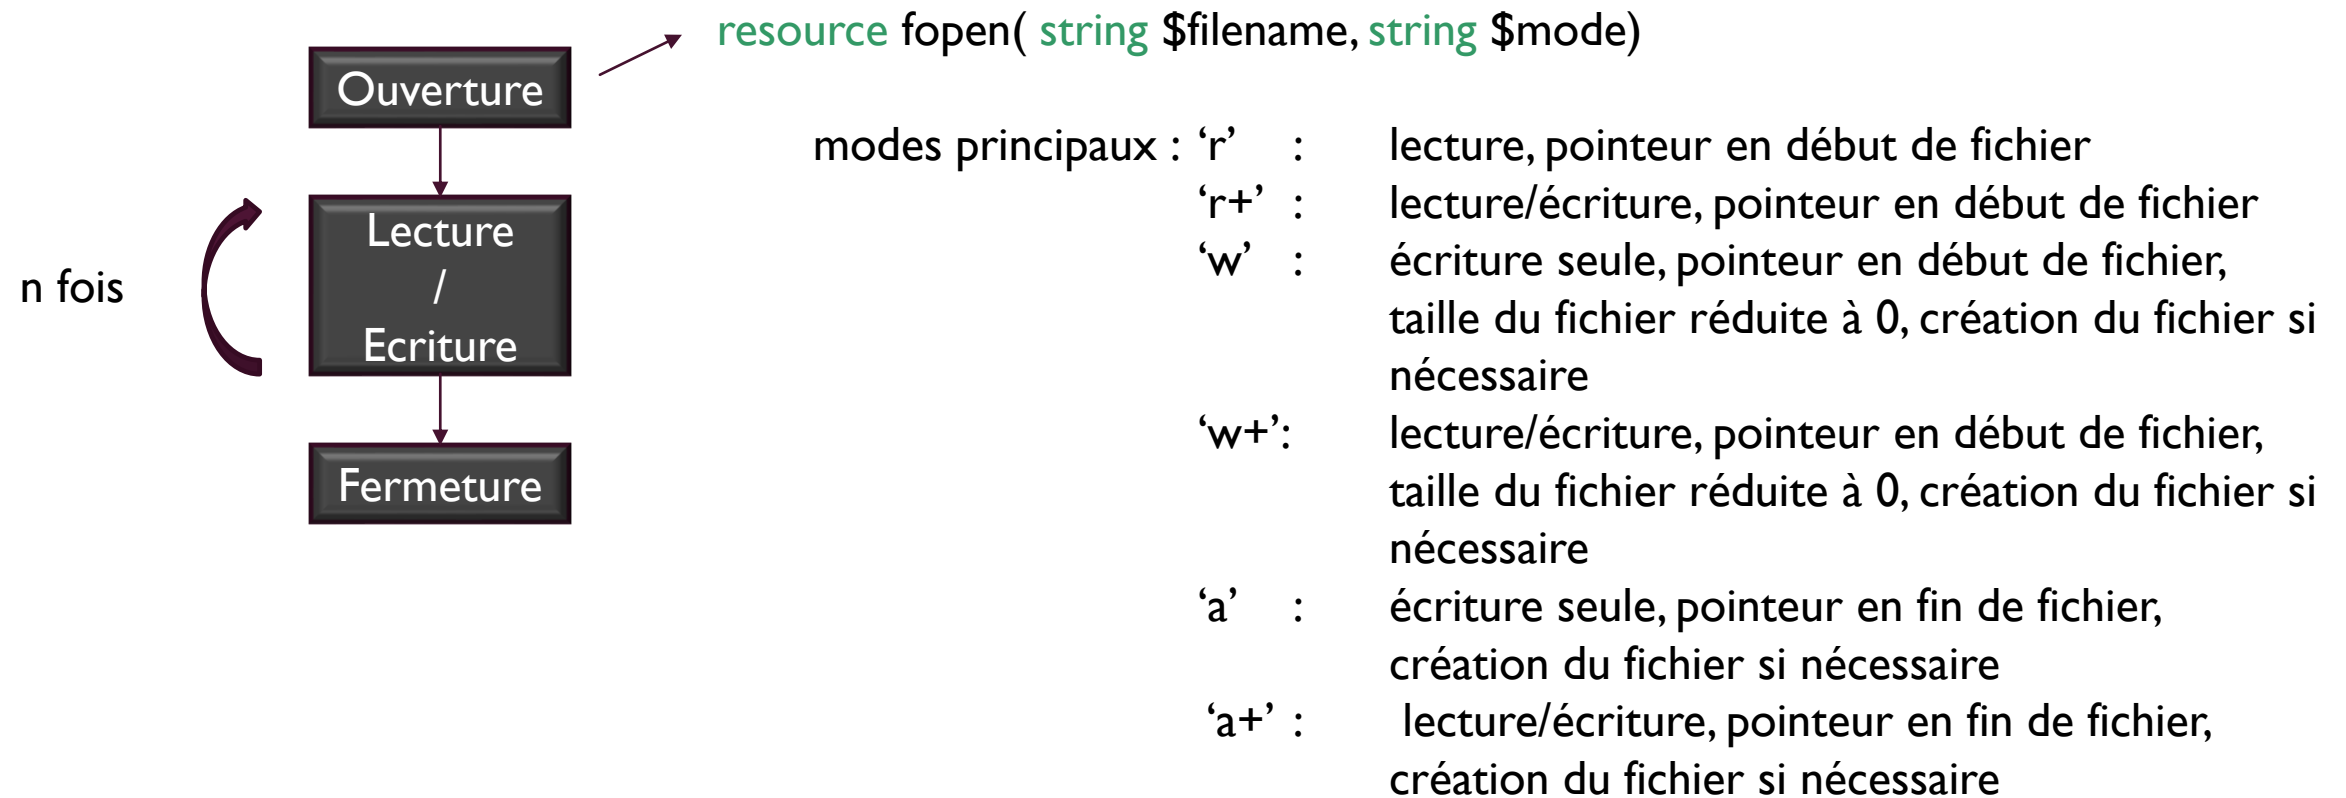 resource fopen( string $filename, string $mode)
Ouverture
Lecture
/
Ecriture
Fermeture
n fois
modes principaux : ‘r’ : lecture, pointeur en début de fichier
‘r+’ : lecture/écriture, pointeur en début de fichier
‘w’ : écriture seule, pointeur en début de fichier,
taille du fichier réduite à 0, création du fichier si
nécessaire
‘w+’: lecture/écriture, pointeur en début de fichier,
taille du fichier réduite à 0, création du fichier si
nécessaire
‘a’ : écriture seule, pointeur en fin de fichier,
création du fichier si nécessaire
‘a+’ : lecture/écriture, pointeur en fin de fichier,
création du fichier si nécessaire